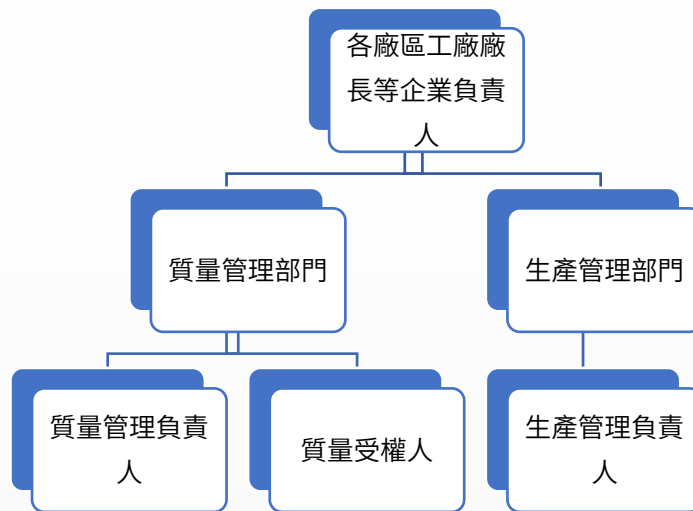 各廠區工廠廠
長等企業負責
人
質量管理部門
生產管理部門
質量管理負責
人
質量受權人
生產管理負責
人